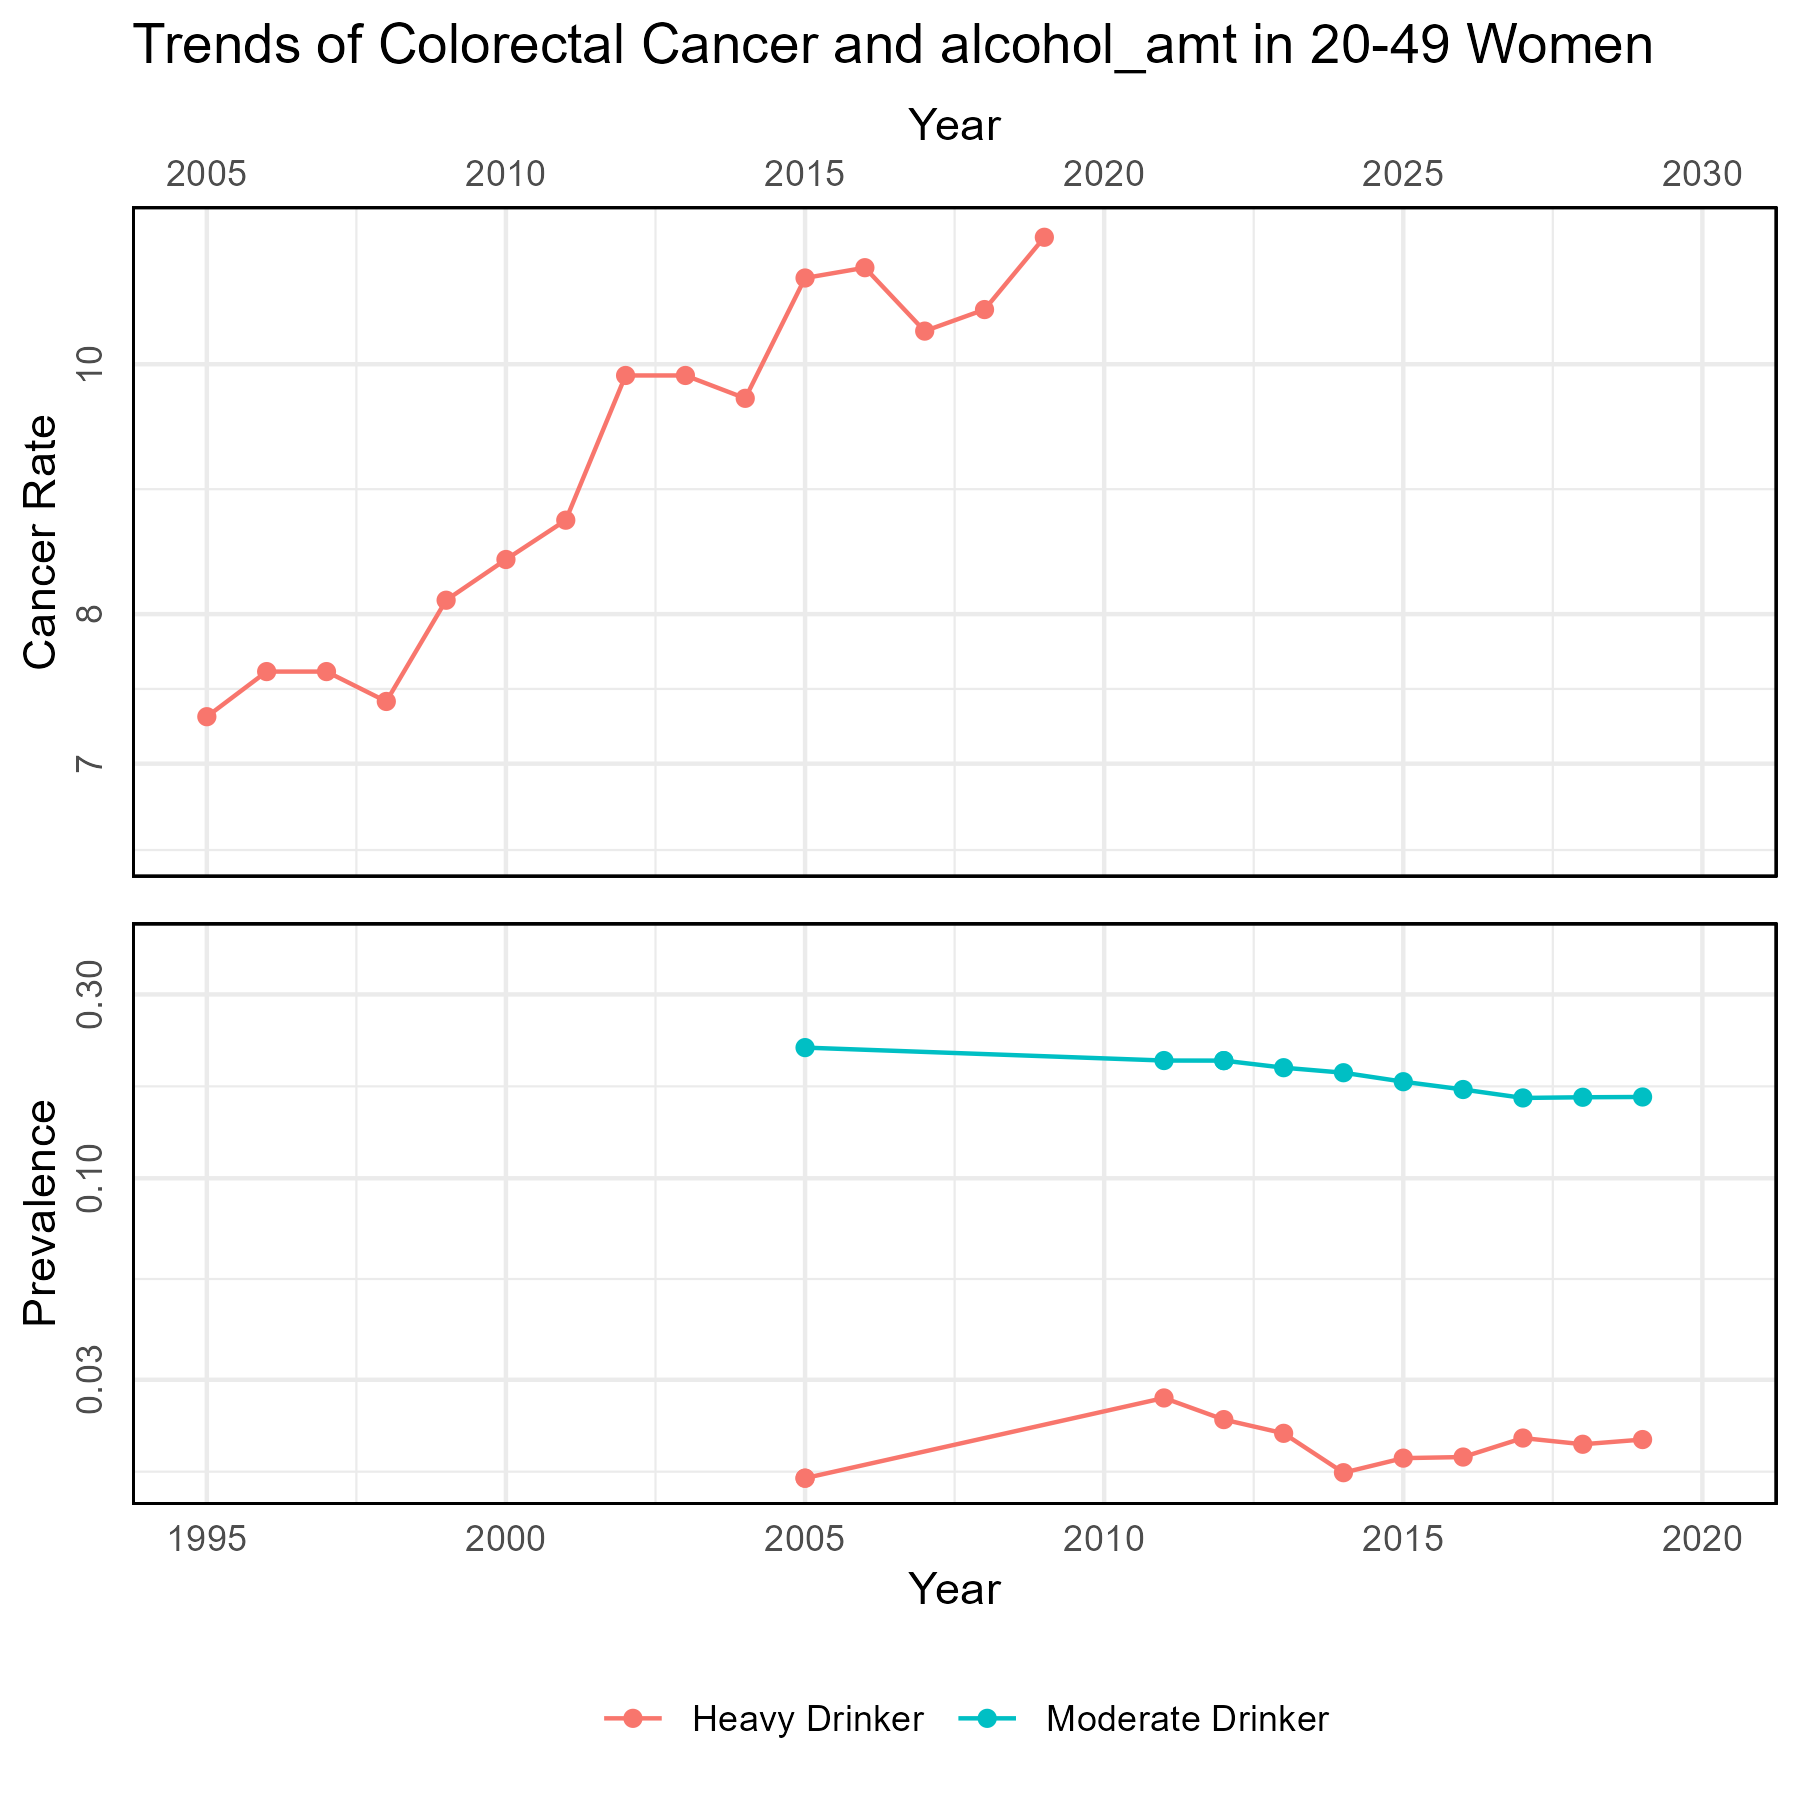 Trends of Colorectal Cancer and alcohol_amt in 20-49 Women
Year
2005 2010 2015 2020 2025 2030
Cancer Rate
10
8
7
Prevalence
0.30
0.10
0.03
1995 2000 2005 2010 2015 2020
Year
Heavy Drinker Moderate Drinker